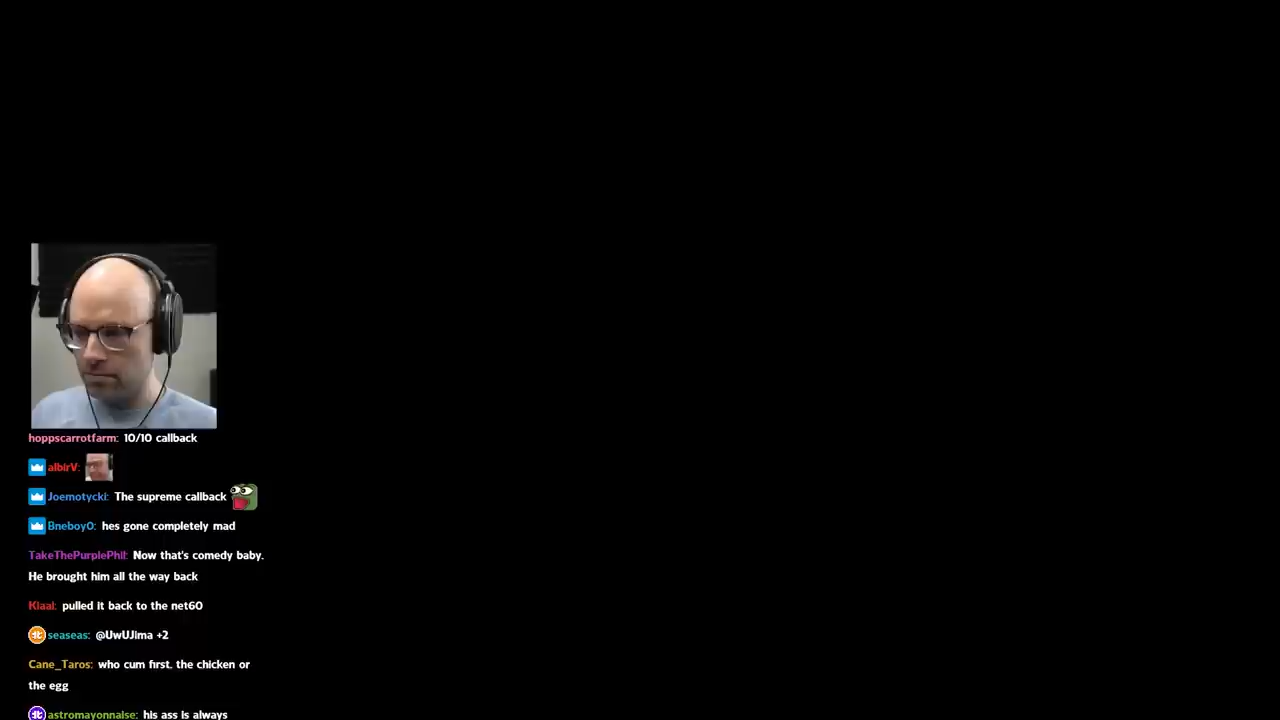 hoppscarrotfarm: 10/10 callback
albirV:
Joemotycki: The supreme callback
Bneboy0: hes gone completely mad
TakeThePurplePhil: Now that's comedy baby.
He brought him all the way back
Klaal: pulled it back to the net60
seaseas: @UwUJima +2
Cane_Taros: who cum first, the chicken or
the egg
astromayonnaise: his ass is always